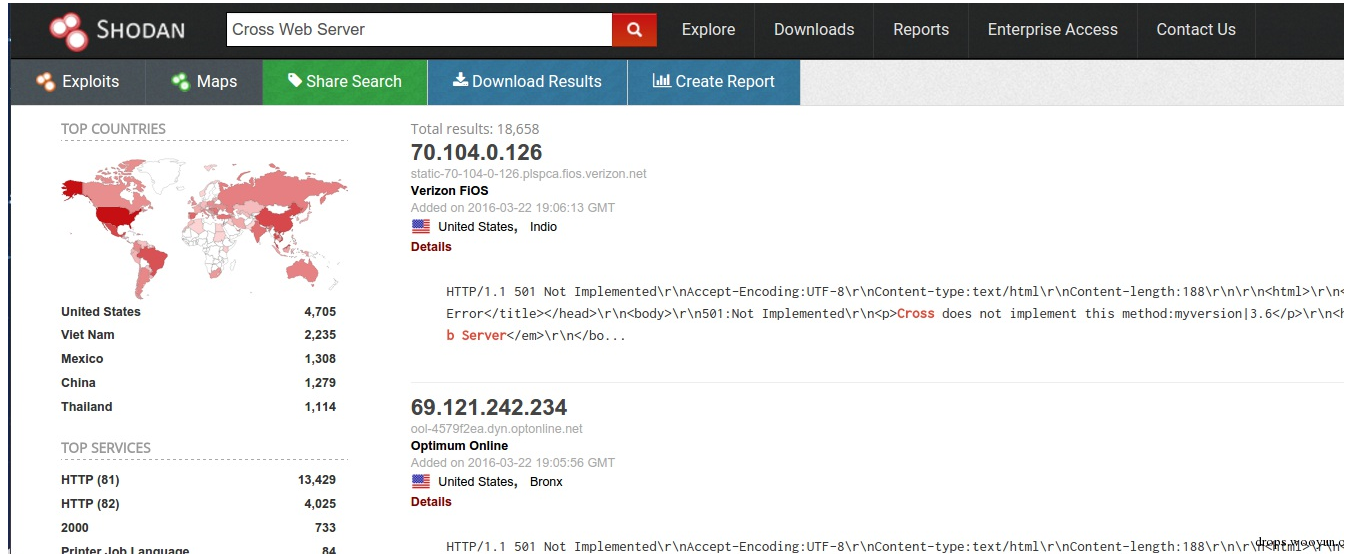 SHODAN
Cross Web Server
Explore
Downloads
Reports
Enterprise Access
Contact Us
Exploits
Maps
Share Search
Download Results
Create Report
TOP COUNTRIES
United States 4,705
Viet Nam 2,235
Mexico 1,308
China 1,279
Thailand 1,114
TOP SERVICES
HTTP (81) 13,429
HTTP (82) 4,025
2000 733
Printer Job Language 84
Total results: 18,658
70.104.0.126
static-70-104-0-126.plspca.fios.verizon.net
Verizon FiOS
Added on 2016-03-22 19:06:13 GMT
United States, Indio
Details
HTTP/1.1 501 Not Implemented\r\nAccept-Encoding:UTF-8\r\nContent-type:text/html\r\nContent-length:188\r\n\r\n<html>\r\n<
Error</title></head>\r\n<body>\r\n501:Not Implemented\r\n<p>Cross does not implement this method:myversion|3.6</p>\r\n<h
b Server</em>\r\n</bo...
69.121.242.234
ool-4579f2ea.dyn.optonline.net
Optimum Online
Added on 2016-03-22 19:05:56 GMT
United States, Bronx
Details
HTTP/1.1 501 Not Implemented\r\nAccept-Encoding:UTF-8\r\nContent-type:text/html\r\nContent-length:188\r\n\r\n
drops.wooyun.o